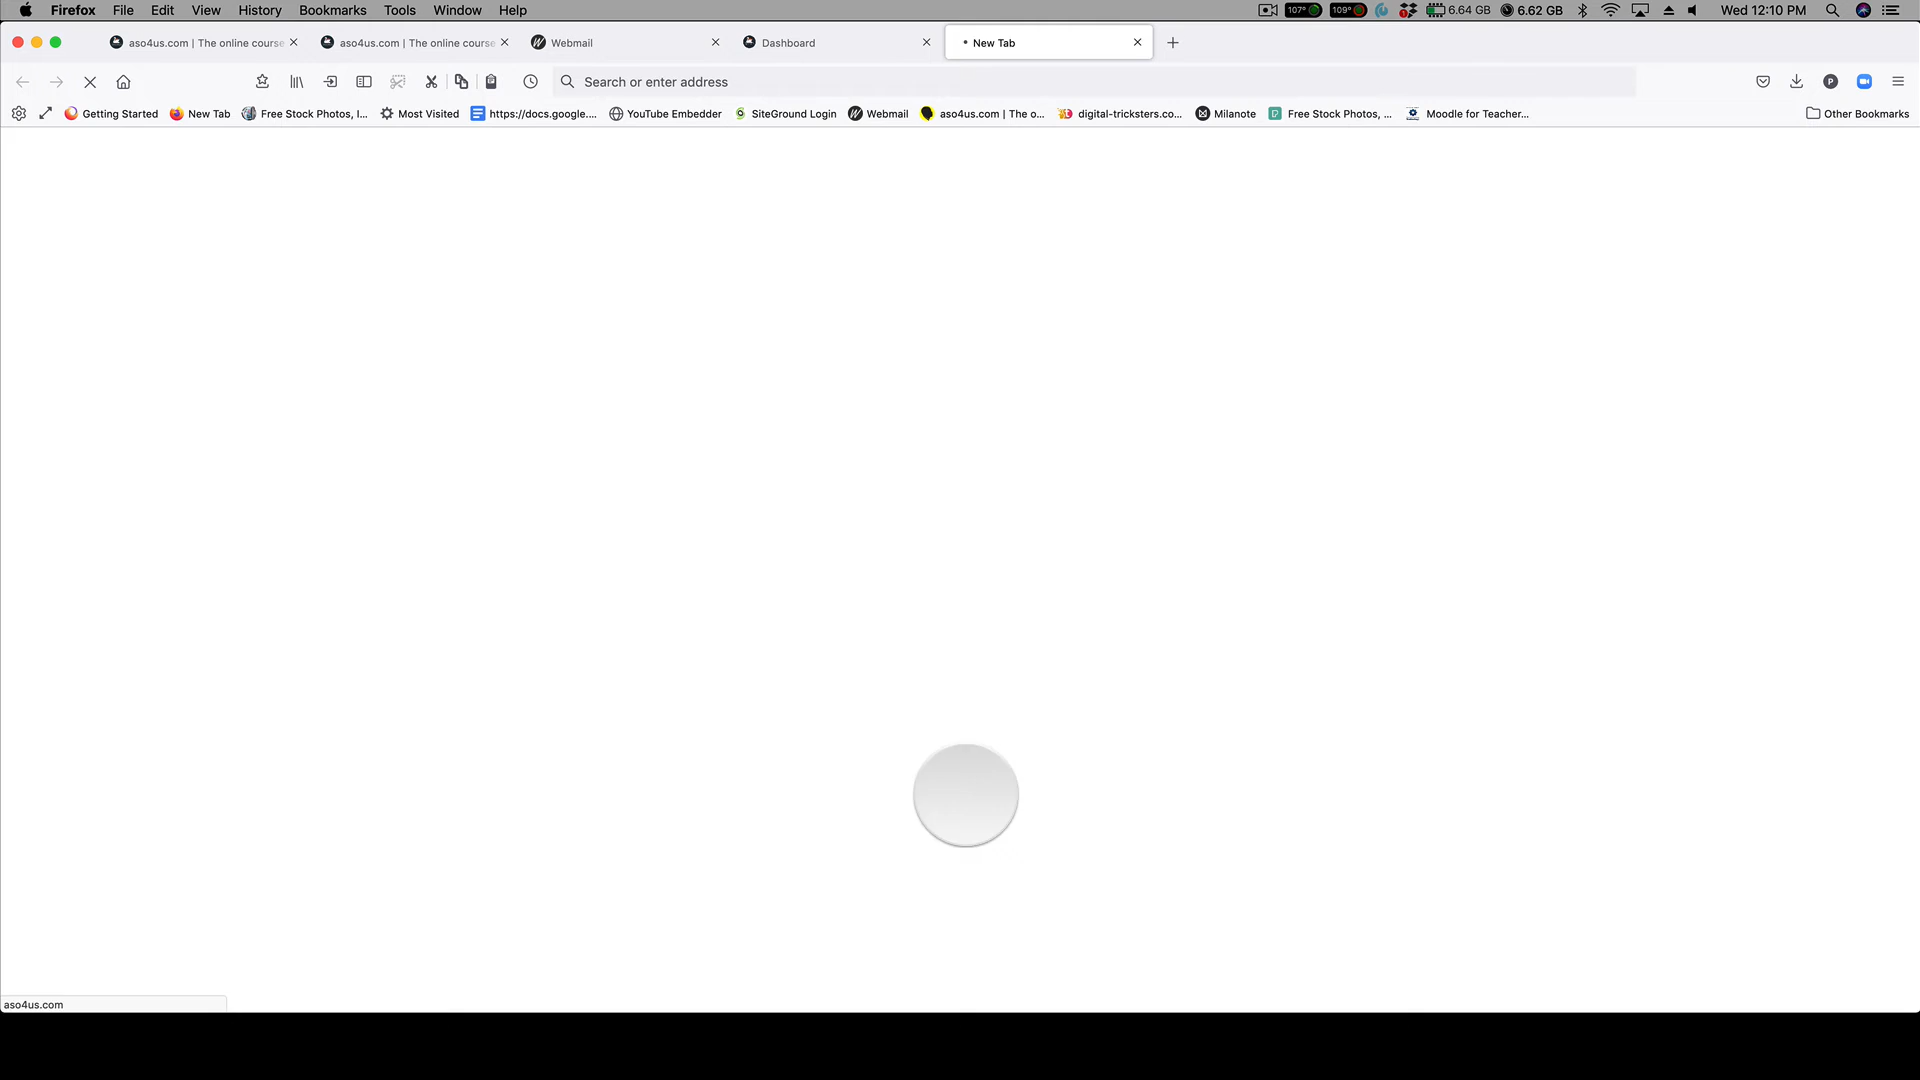 Firefox File Edit View History Bookmarks Tools Window Help 107° 109° 6.64 GB 6.62 GB Wed 12:10 PM
aso4us.com | The online course Webmail Dashboard New Tab
aso4us.com | The online course
Search or enter address P
Getting Started New Tab Free Stock Photos, I... Most Visited https://docs.google.... YouTube Embedder SiteGround Login Webmail aso4us.com | The o... digital-tricksters.co... Milanote Free Stock Photos, ... Moodle for Teacher... Other Bookmarks
aso4us.com